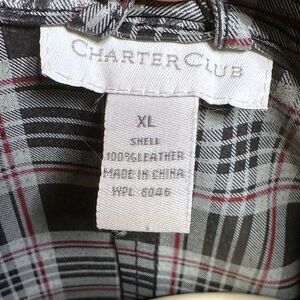 CHARTER CLUB
XL
SHELL
100%LEATHER
MADE IN CHINA
WPL 8046